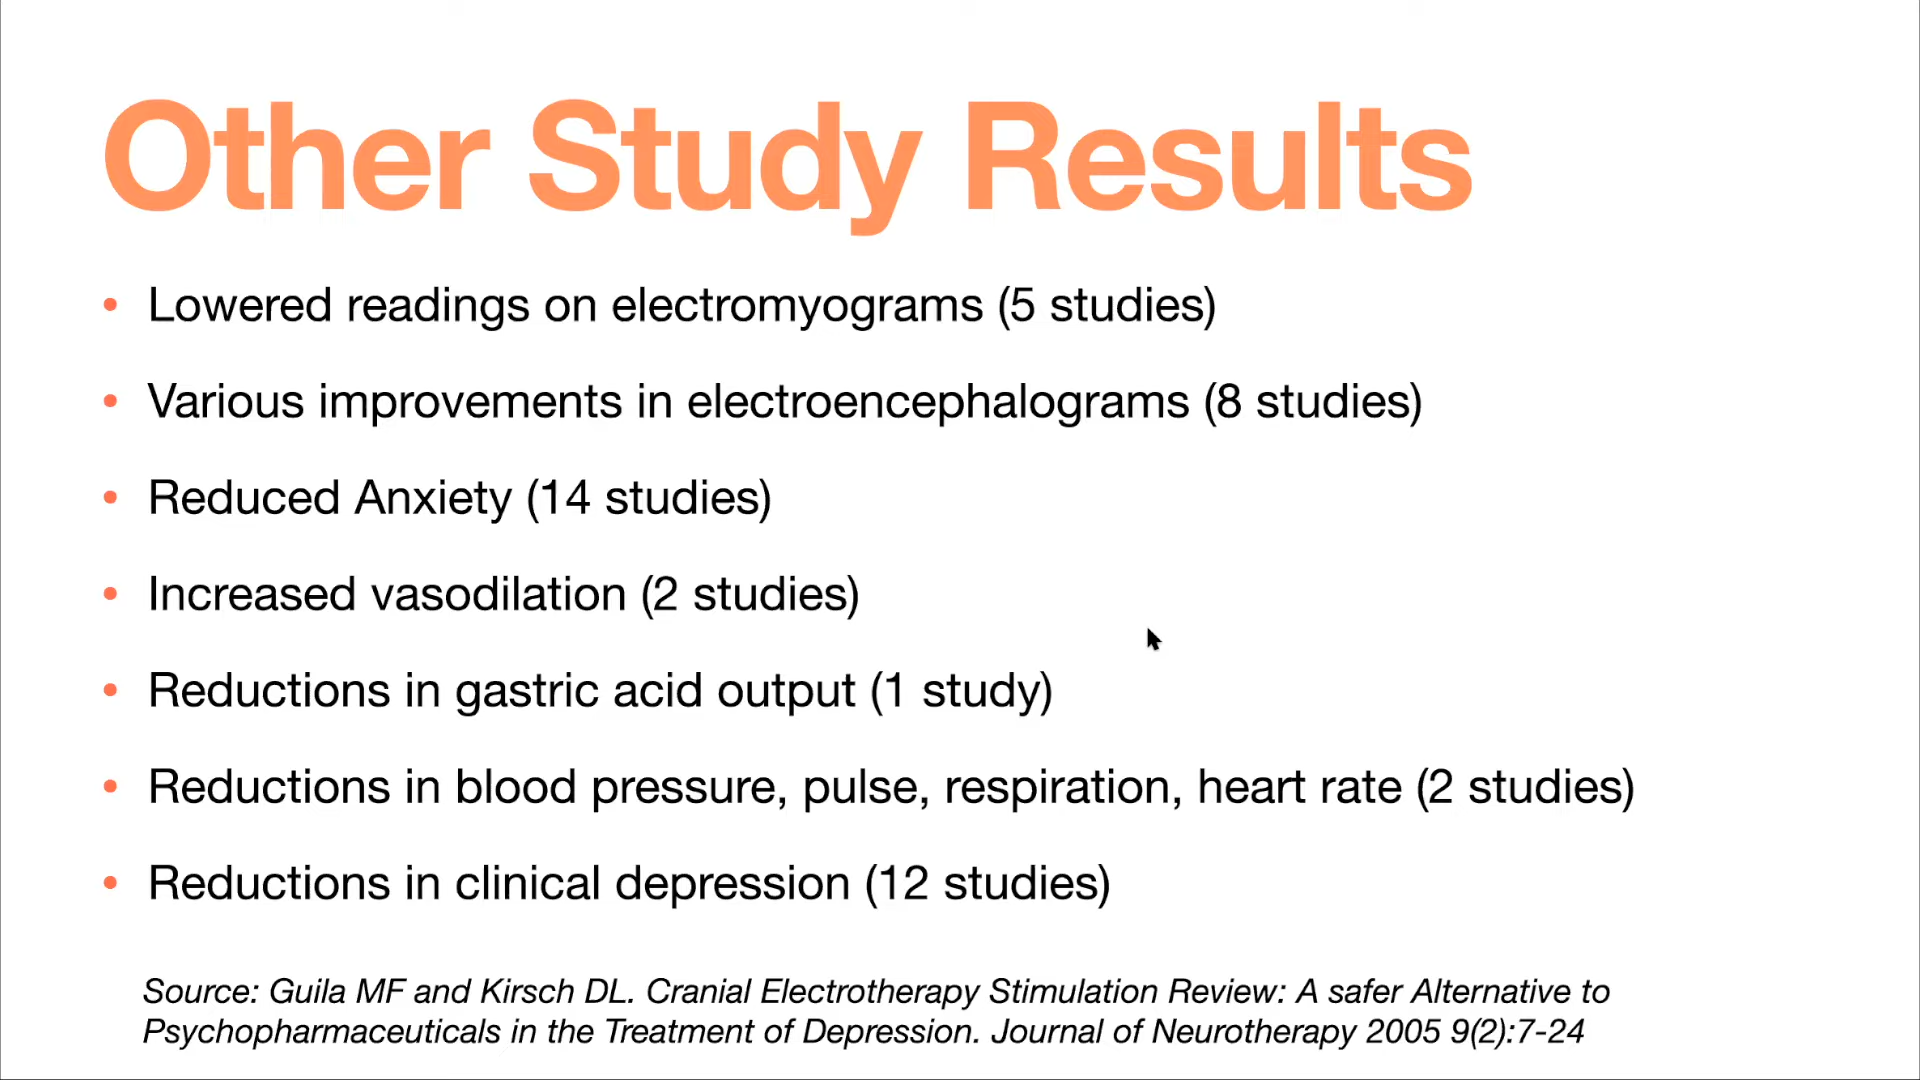 Other Study Results
• Lowered readings on electromyograms (5 studies)
• Various improvements in electroencephalograms (8 studies)
• Reduced Anxiety (14 studies)
• Increased vasodilation (2 studies)
• Reductions in gastric acid output (1 study)
• Reductions in blood pressure, pulse, respiration, heart rate (2 studies)
• Reductions in clinical depression (12 studies)
Source: Guila MF and Kirsch DL. Cranial Electrotherapy Stimulation Review: A safer Alternative to
Psychopharmaceuticals in the Treatment of Depression. Journal of Neurotherapy 2005 9(2):7-24